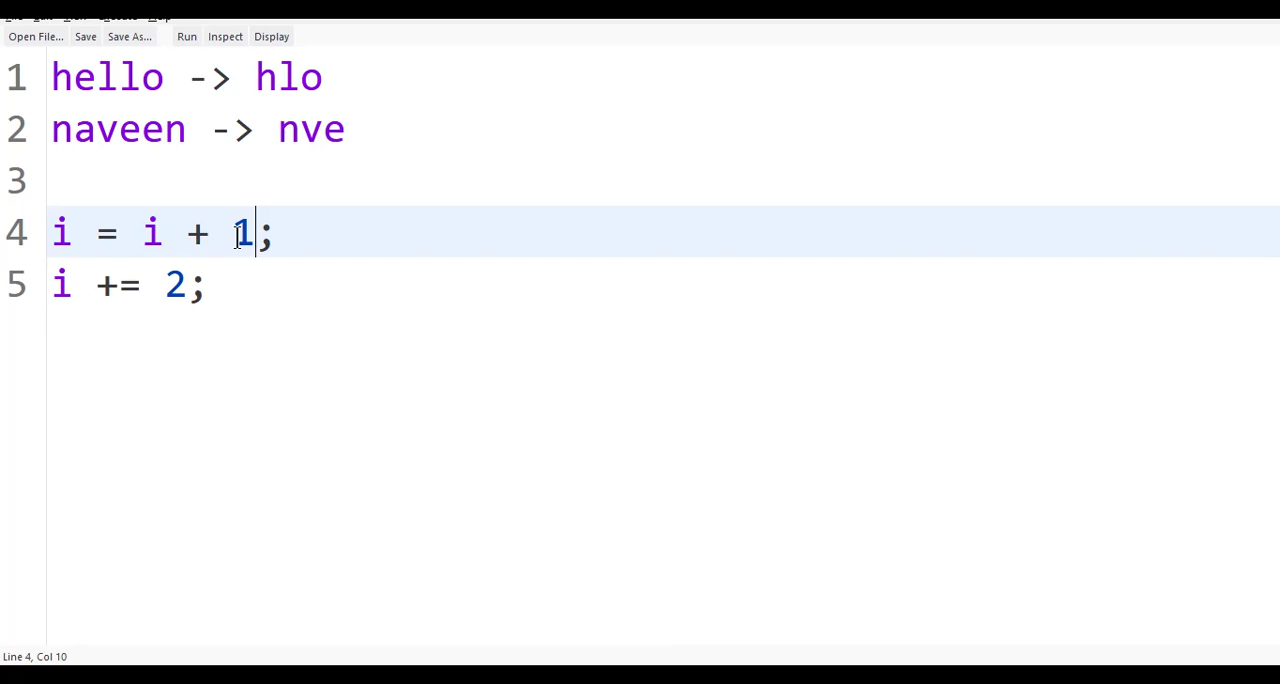 Open File... Save Save As... Run Inspect Display
1 hello -> hlo
2 naveen -> nve
3
4 i = i + 1;
5 i += 2;
Line 4, Col 10